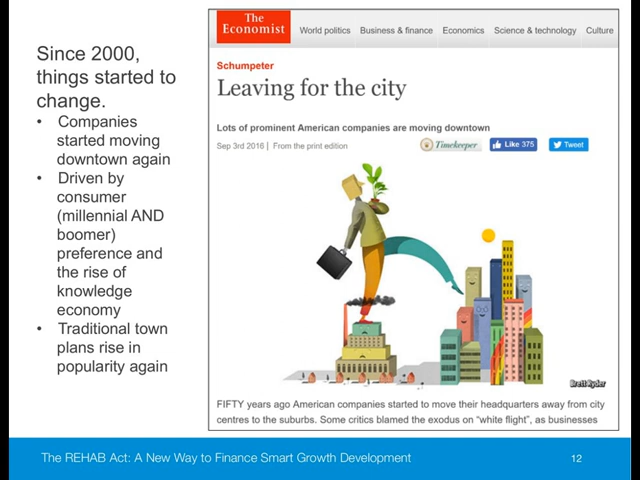 Since 2000,
things started to
change.
• Companies
started moving
downtown again
• Driven by
consumer
(millennial AND
boomer)
preference and
the rise of
knowledge
economy
• Traditional town
plans rise in
popularity again
The
Economist
World politics Business & finance Economics Science & technology Culture
Schumpeter
Leaving for the city
Lots of prominent American companies are moving downtown
Sep 3rd 2016 | From the print edition
Timekeeper
Like 375
Tweet
Brett Ryder
FIFTY years ago American companies started to move their headquarters away from city
centres to the suburbs. Some critics blamed the exodus on “white flight”, as businesses
The REHAB Act: A New Way to Finance Smart Growth Development
12